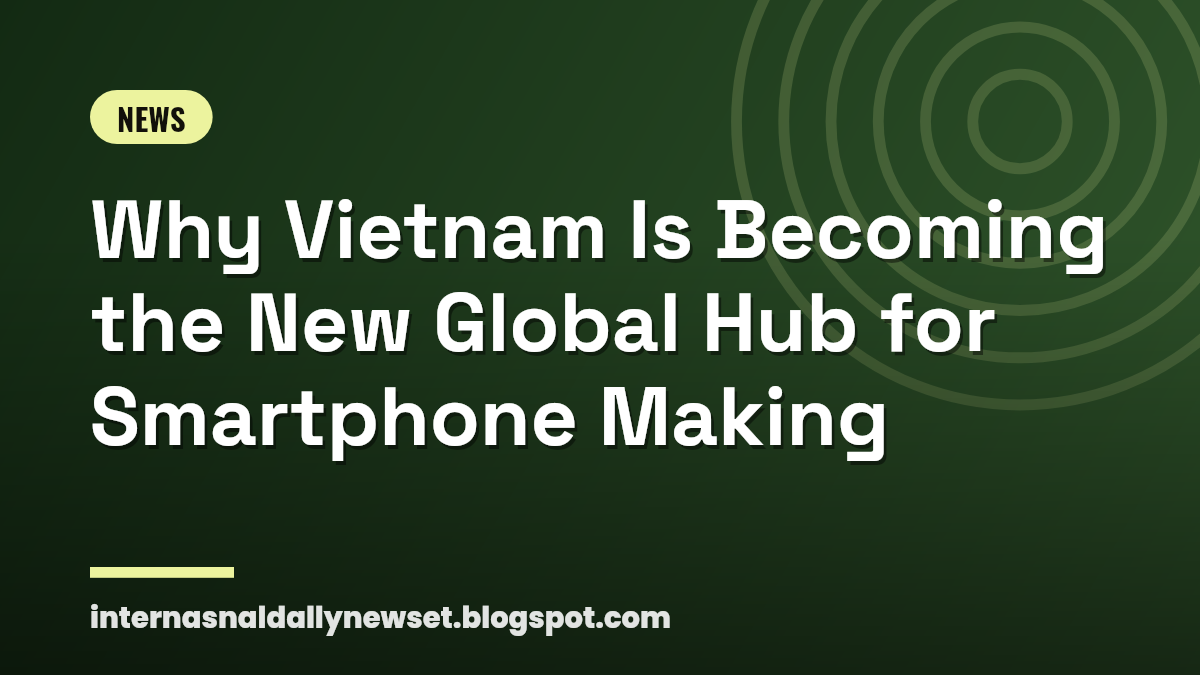 NEWS
Why Vietnam Is Becoming
the New Global Hub for
Smartphone Making
internasnaldallynewset.blogspot.com